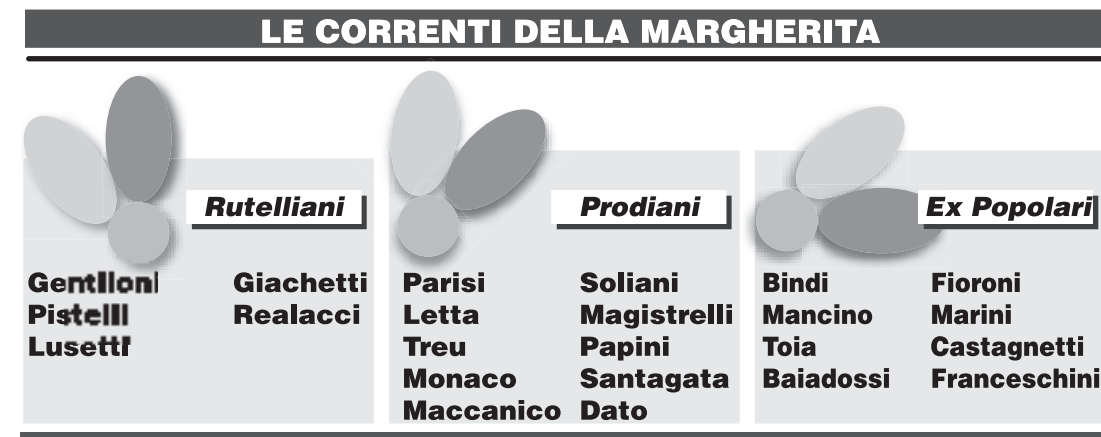 LE CORRENTI DELLA MARGHERITA
Rutelliani
Gentiloni
Pistelli
Lusetti
Giachetti
Realacci
Prodiani
Parisi
Letta
Treu
Monaco
Maccanico
Soliani
Magistrelli
Papini
Santagata
Dato
Ex Popolari
Bindi
Mancino
Toia
Baiadossi
Fioroni
Marini
Castagnetti
Franceschini